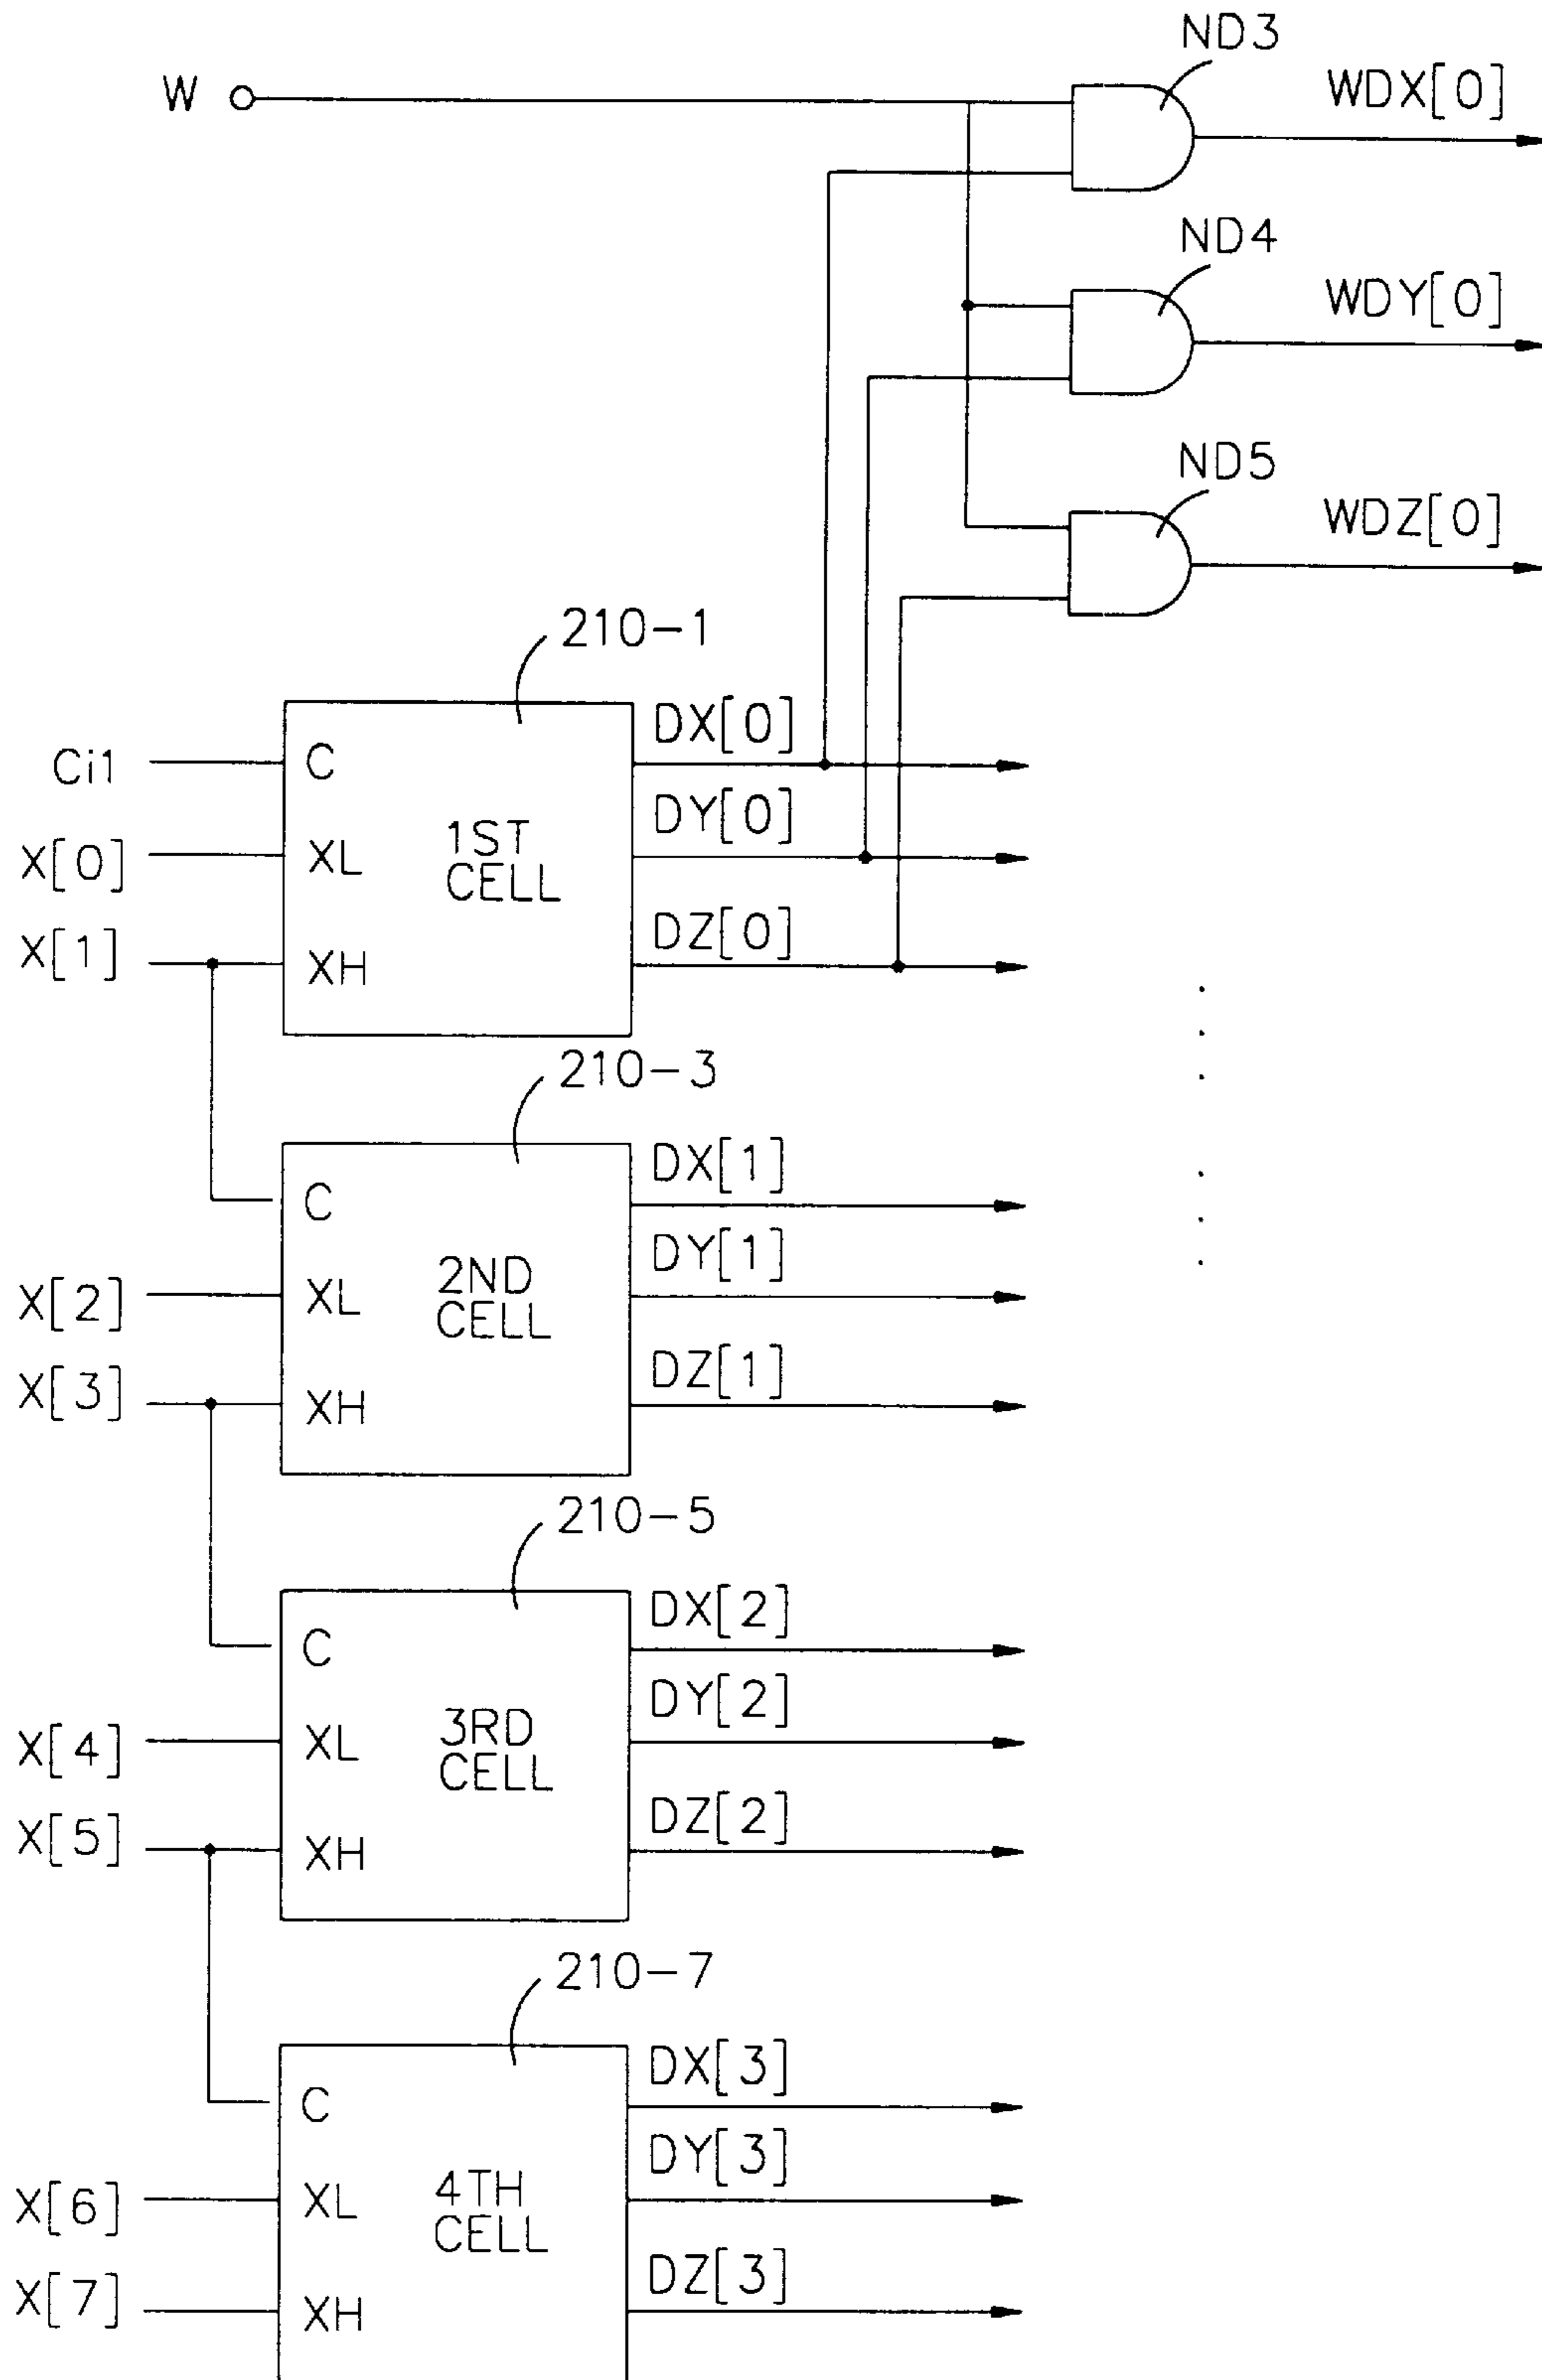 ND3
W
WDX[0]
ND4
WDY[0]
ND5
WDZ[0]
210-1
Ci1
C
DX[0]
X[0]
XL
1ST
CELL
DY[0]
X[1]
XH
DZ[0]
210-3
C
DX[1]
X[2]
XL
2ND
CELL
DY[1]
X[3]
XH
DZ[1]
210-5
C
DX[2]
X[4]
XL
3RD
CELL
DY[2]
X[5]
XH
DZ[2]
210-7
C
DX[3]
X[6]
XL
4TH
CELL
DY[3]
X[7]
XH
DZ[3]